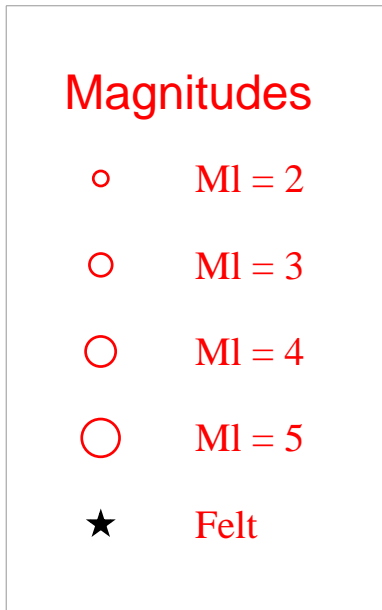 Magnitudes
Ml = 2
Ml = 3
Ml = 4
Ml = 5
Felt